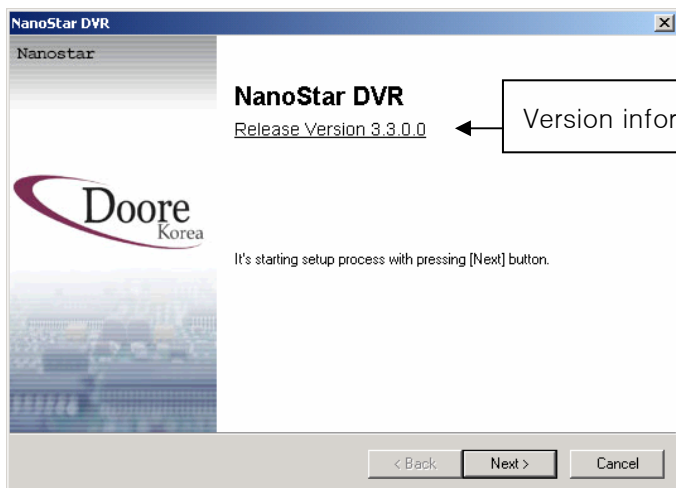 NanoStar DVR
Nanostar
NanoStar DVR
Release Version 3.3.0.0
Version infor
Doore
Korea
It's starting setup process with pressing [Next] button.
< Back
Next >
Cancel